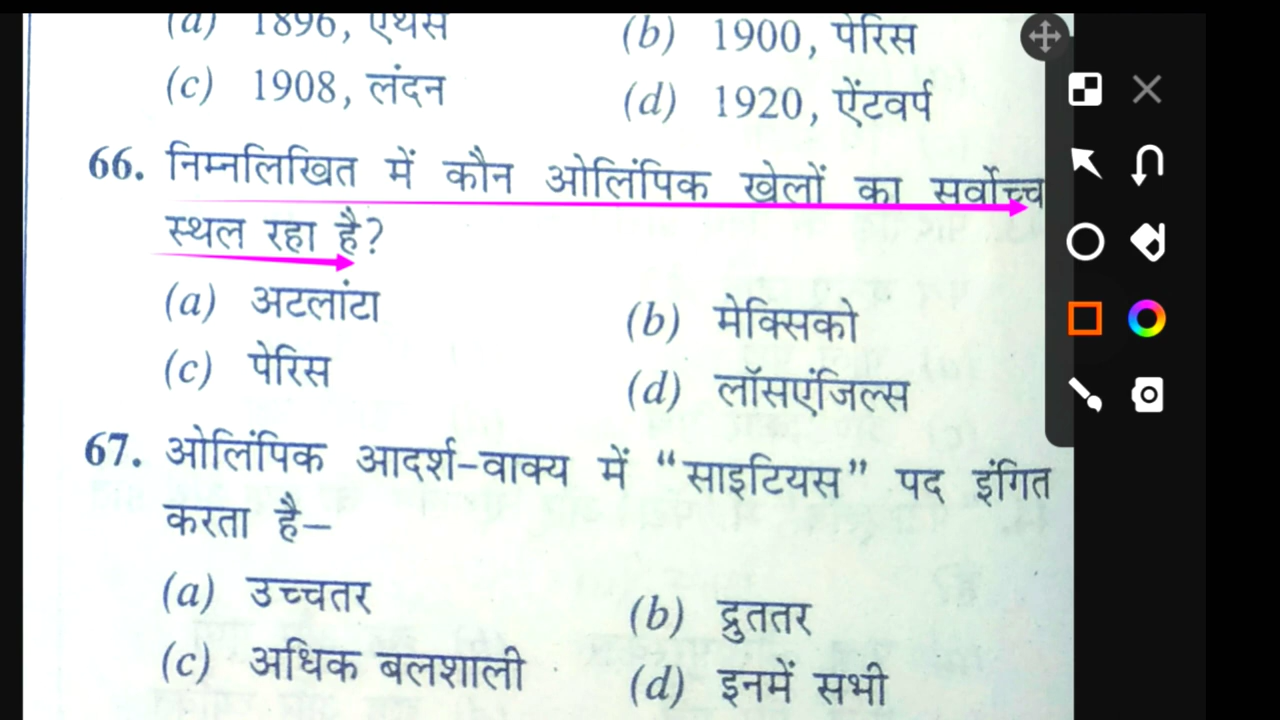 (a) 1896, एथेंस (b) 1900, पेरिस
(c) 1908, लंदन (d) 1920, ऐंटवर्प
66. निम्नलिखित में कौन ओलिंपिक खेलों का सर्वोच्च
स्थल रहा है?
(a) अटलांटा (b) मेक्सिको
(c) पेरिस (d) लॉसएंजिल्स
67. ओलिंपिक आदर्श-वाक्य में “साइटियस” पद इंगित
करता है–
(a) उच्चतर (b) द्रुततर
(c) अधिक बलशाली (d) इनमें सभी